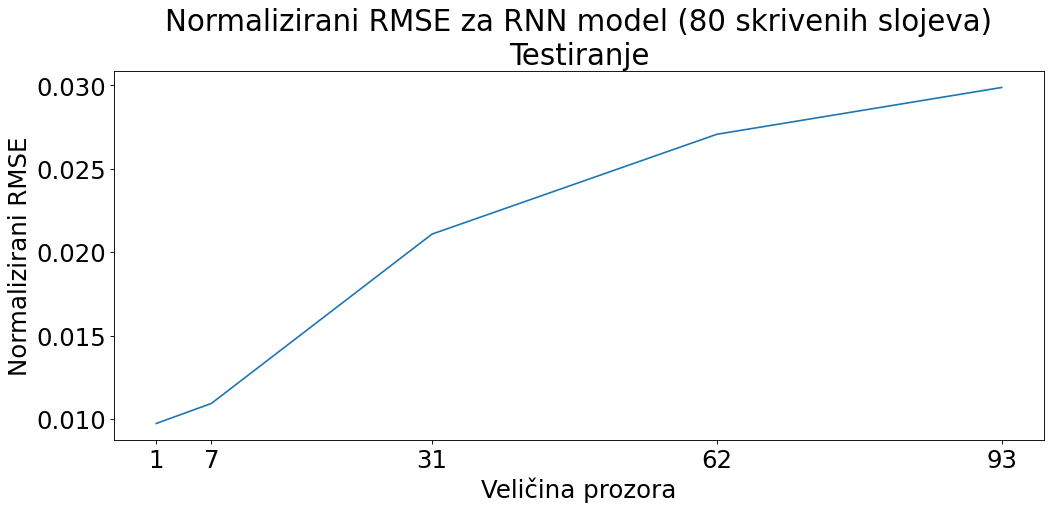 Normalizirani RMSE za RNN model (80 skrivenih slojeva)
Testiranje
Normalizirani RMSE
0.030
0.025
0.020
0.015
0.010
1 7 31 62 93
Veličina prozora